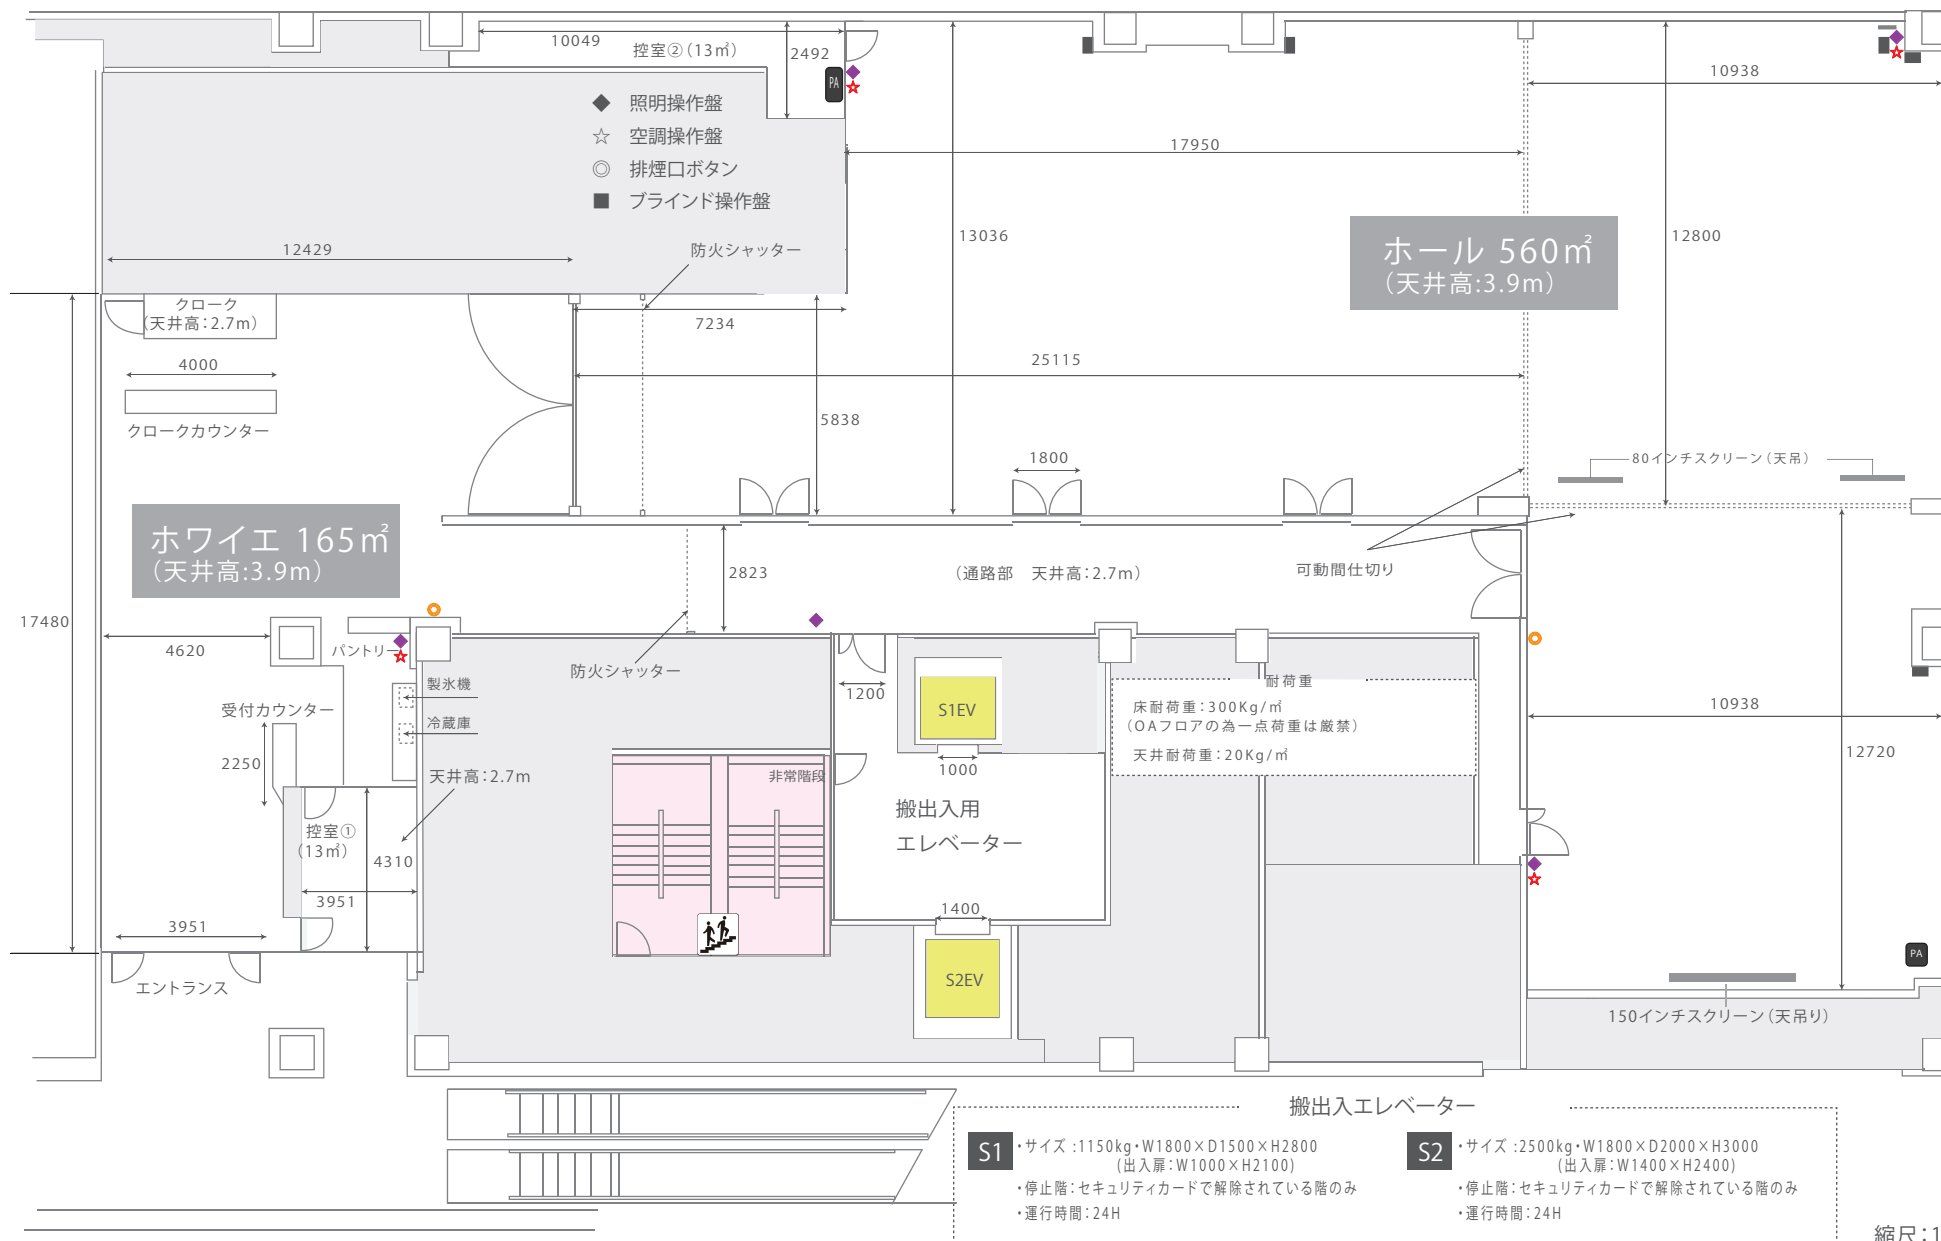 10049
控室②(13㎡)
2492
PA
10938
◆ 照明操作盤
☆ 空調操作盤
◎ 排煙口ボタン
■ ブラインド操作盤
17950
12429
防火シャッター
13036
ホール 560㎡
(天井高:3.9m)
12800
クローク
(天井高:2.7m)
7234
4000
25115
クロークカウンター
5838
1800
80インチスクリーン(天吊)
ホワイエ 165㎡
(天井高:3.9m)
2823
(通路部 天井高:2.7m)
可動間仕切り
17480
4620
パントリー
防火シャッター
製氷機
1200
S1EV
耐荷重
床耐荷重:300Kg/㎡
(OAフロアの為一点荷重は厳禁)
天井耐荷重:20Kg/㎡
10938
受付カウンター
冷蔵庫
2250
天井高:2.7m
非常階段
1000
12720
搬出入用
エレベーター
控室①
(13㎡)
4310
3951
3951
1400
PA
エントランス
S2EV
150インチスクリーン(天吊り)
搬出入エレベーター
S1
・サイズ:1150kg・W1800×D1500×H2800
(出入扉:W1000×H2100)
・停止階:セキュリティカードで解除されている階のみ
・運行時間:24H
S2
・サイズ:2500kg・W1800×D2000×H3000
(出入扉:W1400×H2400)
・停止階:セキュリティカードで解除されている階のみ
・運行時間:24H
縮尺:1